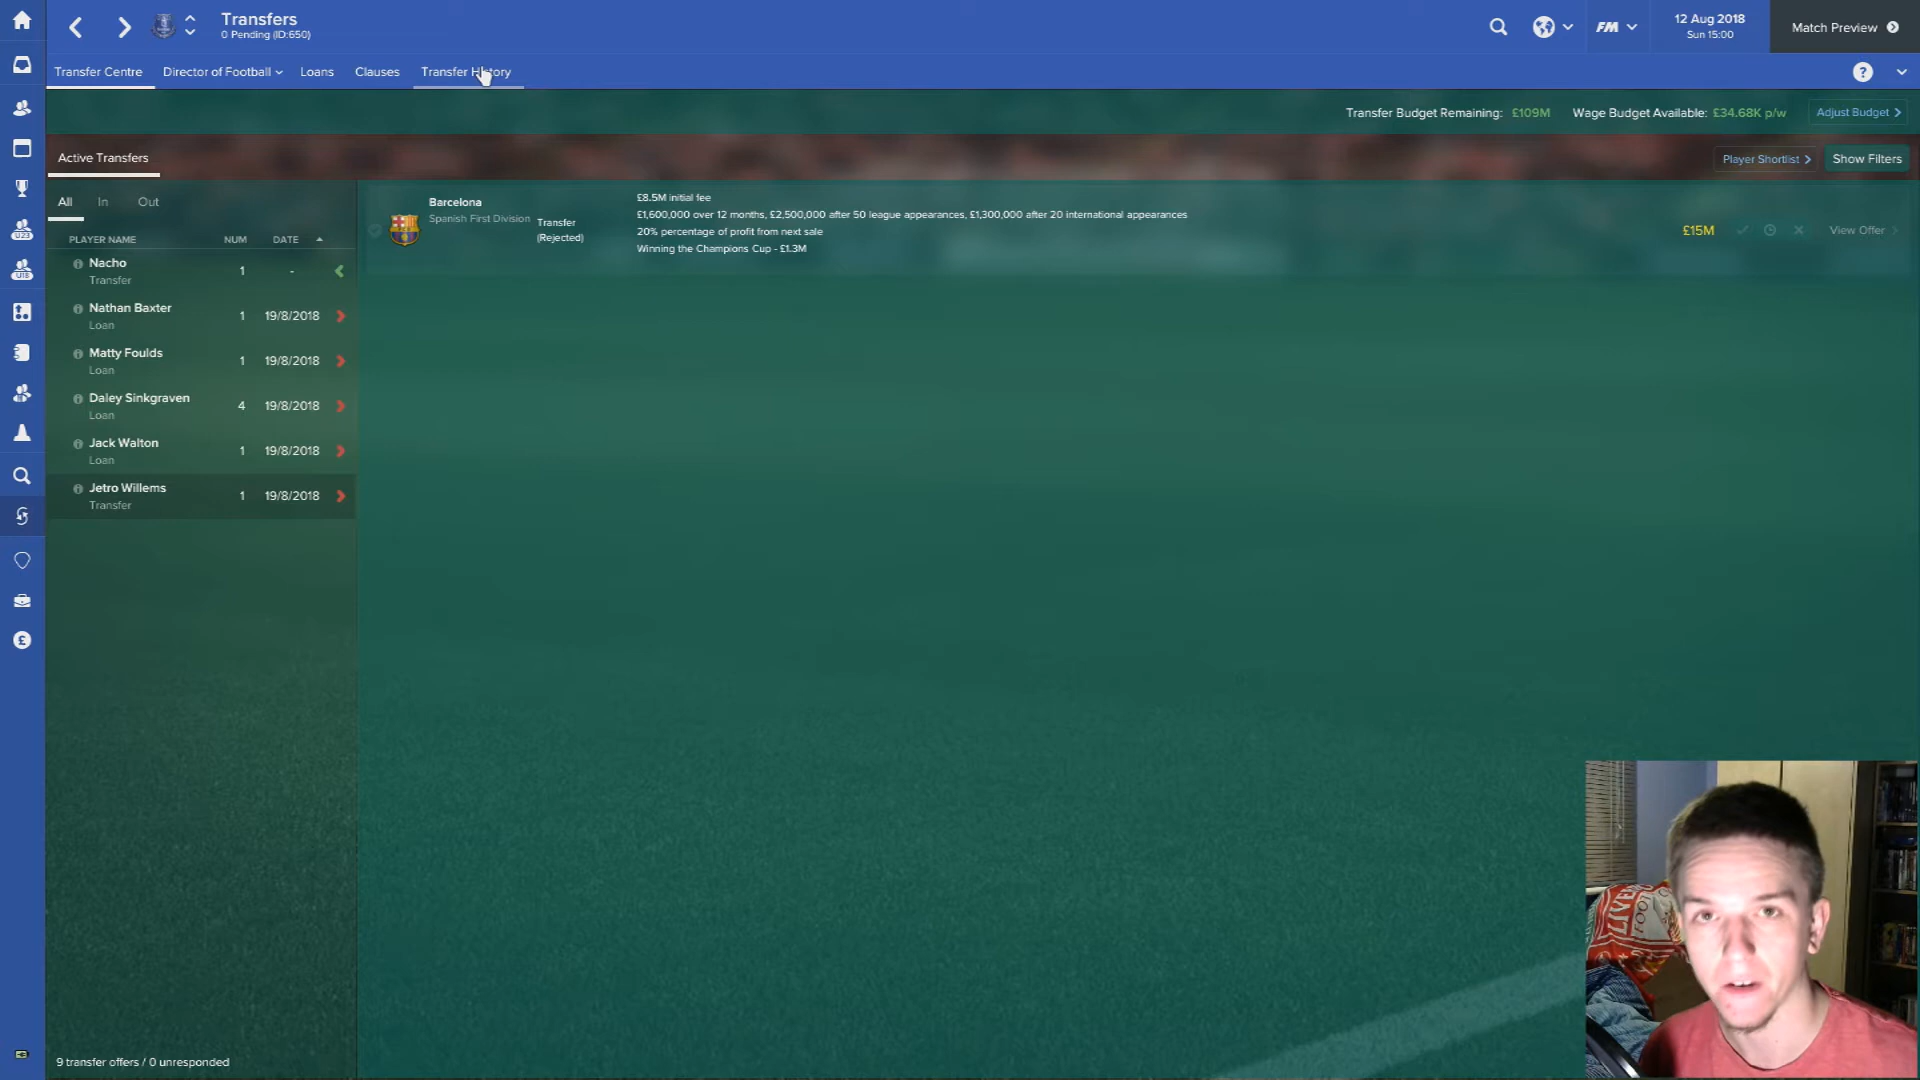 Transfers
0 Pending (ID:650)
FM
12 Aug 2018
Sun 15:00
Match Preview
Transfer Centre
Director of Football
Loans
Clauses
Transfer History
?
Transfer Budget Remaining: £109M
Wage Budget Available: £34.68K p/w
Adjust Budget
Active Transfers
Player Shortlist
Show Filters
All
In
Out
PLAYER NAME
NUM
DATE
Nacho
Transfer
1
-
Nathan Baxter
Loan
1
19/8/2018
Matty Foulds
Loan
1
19/8/2018
Daley Sinkgraven
Loan
4
19/8/2018
Jack Walton
Loan
1
19/8/2018
Jetro Willems
Transfer
1
19/8/2018
Barcelona
Spanish First Division
Transfer
(Rejected)
£8.5M initial fee
£1,600,000 over 12 months, £2,500,000 after 50 league appearances, £1,300,000 after 20 international appearances
20% percentage of profit from next sale
Winning the Champions Cup - £1.3M
£15M
View Offer
U23
U18
£
9 transfer offers / 0 unresponded